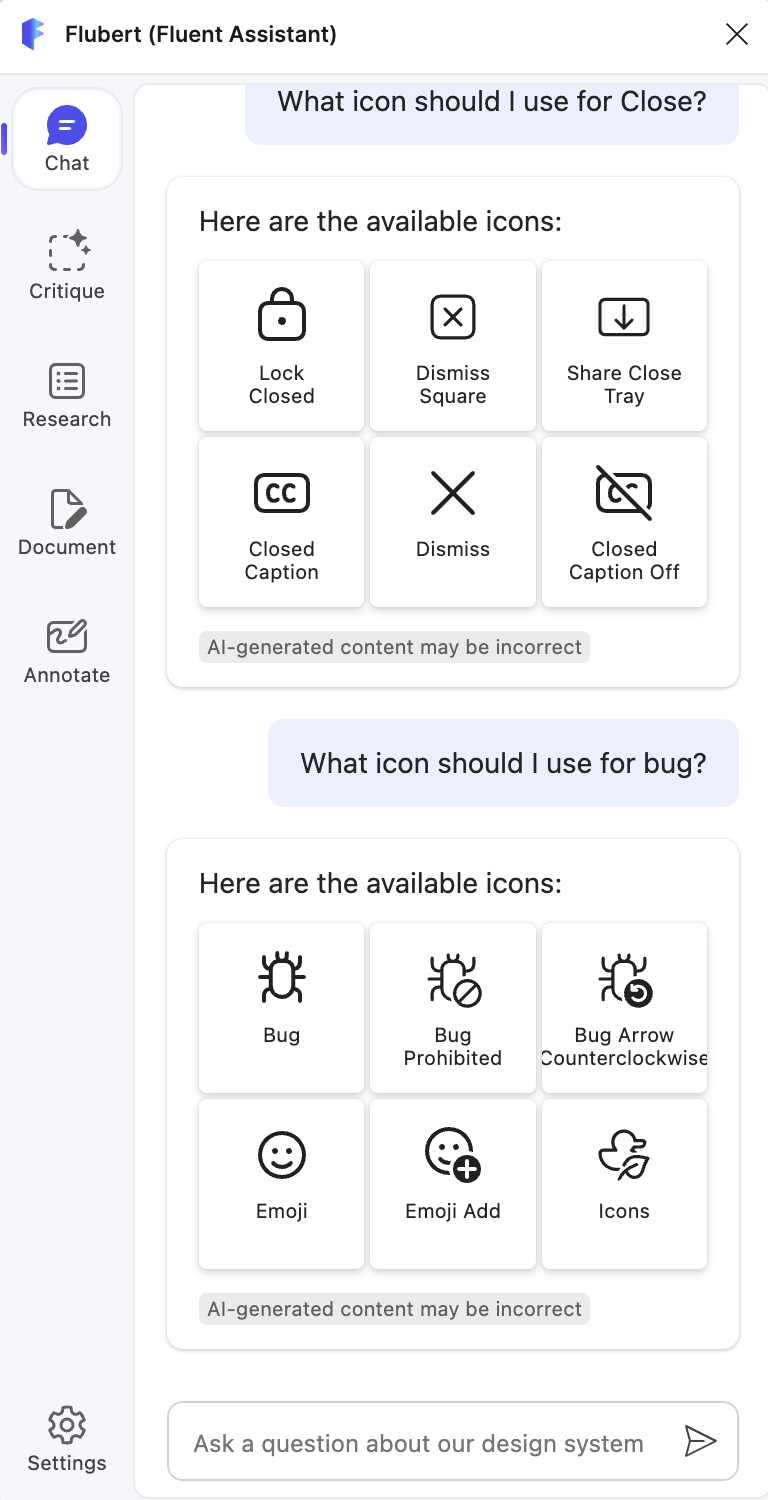 Flubert (Fluent Assistant)
Chat
Critique
Research
Document
Annotate
Settings
What icon should I use for Close?
Here are the available icons:
Lock
Closed
Dismiss
Square
Share Close
Tray
CC
Closed
Caption
Dismiss
CC
Closed
Caption Off
AI-generated content may be incorrect
What icon should I use for bug?
Here are the available icons:
Bug
Bug
Prohibited
Bug Arrow
Counterclockwise
Emoji
Emoji Add
Icons
AI-generated content may be incorrect
Ask a question about our design system